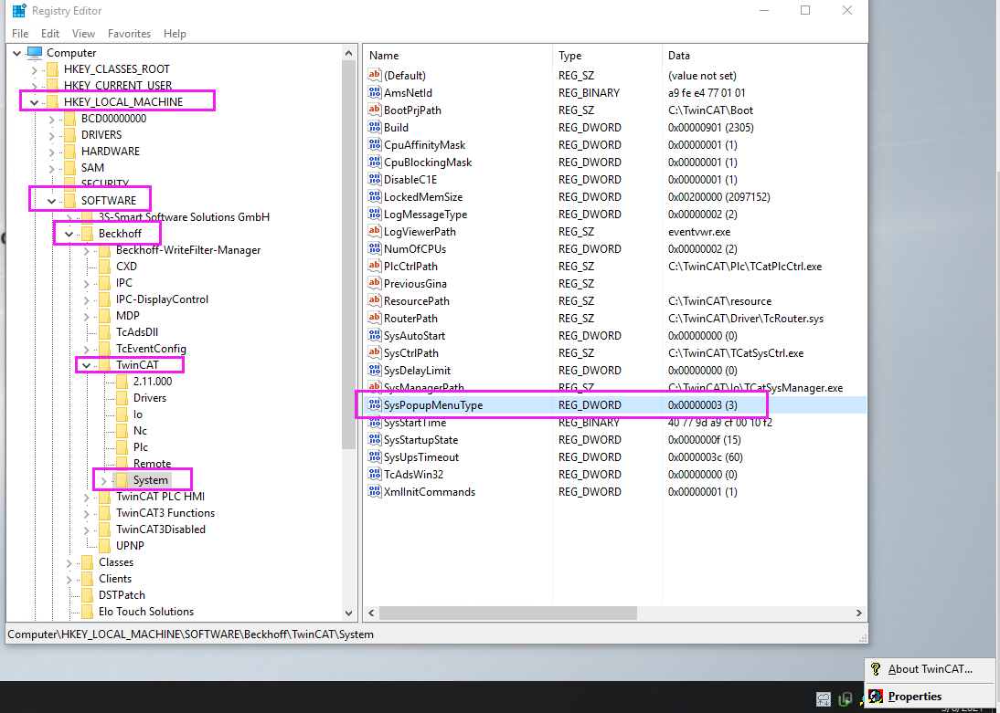 Registry Editor
File Edit View Favorites Help
Computer
HKEY_CLASSES_ROOT
HKEY_CURRENT_USER
HKEY_LOCAL_MACHINE
BCD00000000
DRIVERS
HARDWARE
SAM
SECURITY
SOFTWARE
3S-Smart Software Solutions GmbH
Beckhoff
Beckhoff-WriteFilter-Manager
CXD
IPC
IPC-DisplayControl
MDP
TcAdsDll
TcEventConfig
TwinCAT
2.11.000
Drivers
Io
Nc
Plc
Remote
System
TwinCAT PLC HMI
TwinCAT3 Functions
TwinCAT3Disabled
UPNP
Classes
Clients
DSTPatch
Elo Touch Solutions
Name Type Data
(Default) REG_SZ (value not set)
AmsNetId REG_BINARY a9 fe e4 77 01 01
BootPrjPath REG_SZ C:\TwinCAT\Boot
Build REG_DWORD 0x00000901 (2305)
CpuAffinityMask REG_DWORD 0x00000001 (1)
CpuBlockingMask REG_DWORD 0x00000001 (1)
DisableC1E REG_DWORD 0x00000001 (1)
LockedMemSize REG_DWORD 0x00200000 (2097152)
LogMessageType REG_DWORD 0x00000002 (2)
LogViewerPath REG_SZ eventvwr.exe
NumOfCPUs REG_DWORD 0x00000002 (2)
PlcCtrlPath REG_SZ C:\TwinCAT\Plc\TCatPlcCtrl.exe
PreviousGina REG_SZ
ResourcePath REG_SZ C:\TwinCAT\resource
RouterPath REG_SZ C:\TwinCAT\Driver\TcRouter.sys
SysAutoStart REG_DWORD 0x00000000 (0)
SysCtrlPath REG_SZ C:\TwinCAT\TCatSysCtrl.exe
SysDelayLimit REG_DWORD 0x00000000 (0)
SysManagerPath REG_SZ C:\TwinCAT\Io\TCatSysManager.exe
SysPopupMenuType REG_DWORD 0x00000003 (3)
SysStartTime REG_BINARY 40 77 9d a9 cf 00 10 f2
SysStartupState REG_DWORD 0x0000000f (15)
SysUpsTimeout REG_DWORD 0x0000003c (60)
TcAdsWin32 REG_DWORD 0x00000000 (0)
XmlInitCommands REG_DWORD 0x00000001 (1)
Computer\HKEY_LOCAL_MACHINE\SOFTWARE\Beckhoff\TwinCAT\System
About TwinCAT...
Properties